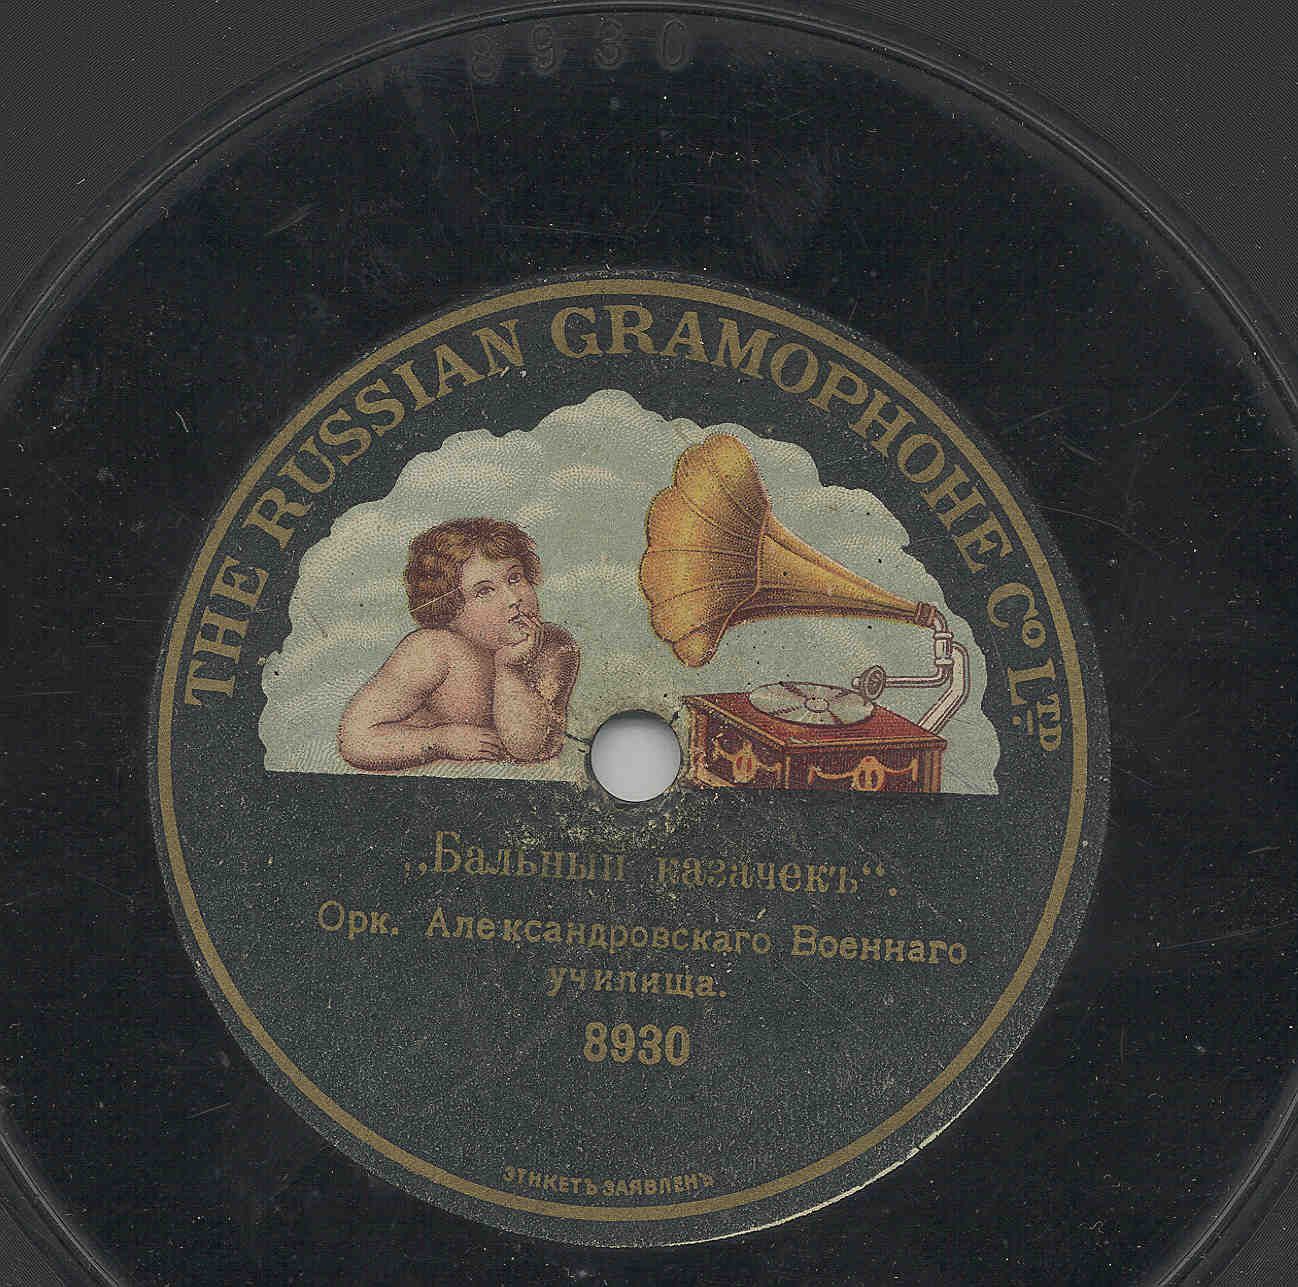 8930
THE RUSSIAN GRAMOPHONE Co LTD
„Бальный казачекъ“.
Орк. Александровскаго Военнаго
училища.
8930
ЭТИКЕТЪ ЗАЯВЛЕНЪ